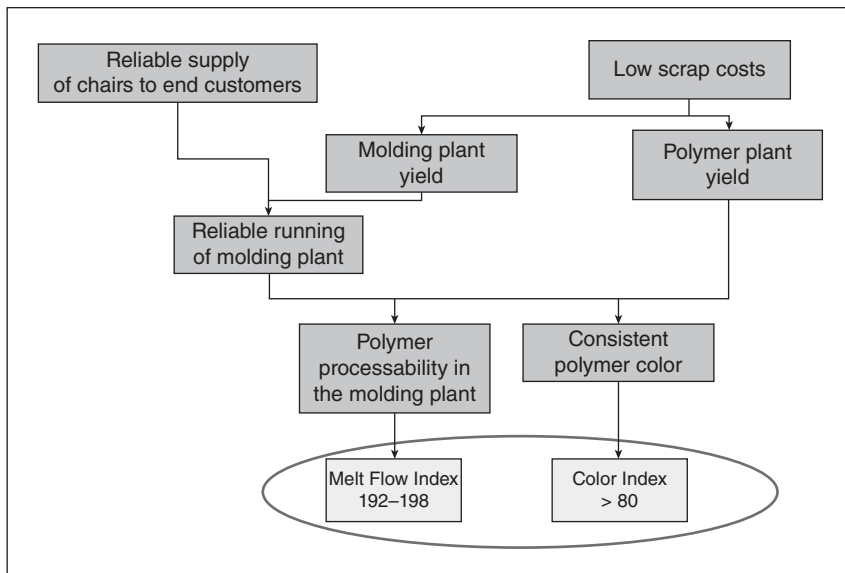 Reliable supply
of chairs to end customers
Low scrap costs
Molding plant
yield
Polymer plant
yield
Reliable running
of molding plant
Polymer
processability in
the molding plant
Consistent
polymer color
Melt Flow Index
192–198
Color Index
> 80